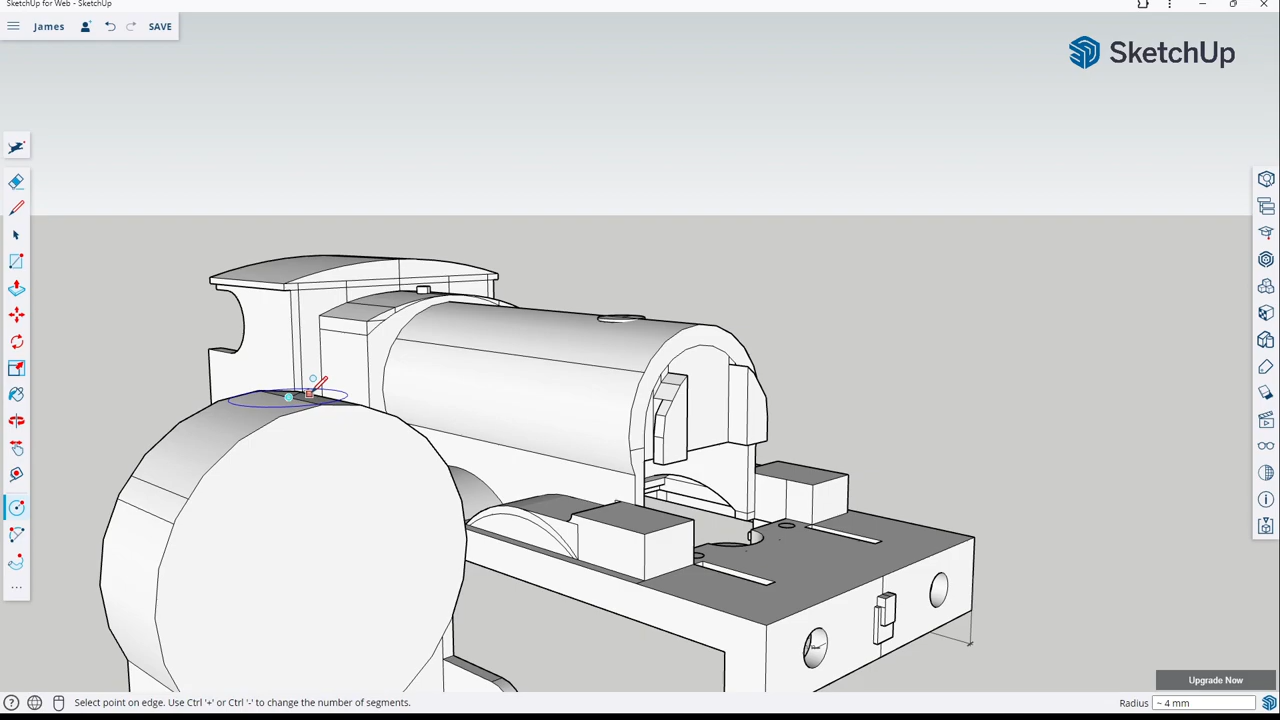 SketchUp for Web - SketchUp
James
SAVE
SketchUp
Upgrade Now
Select point on edge. Use Ctrl '+' or Ctrl '-' to change the number of segments.
Radius
~ 4 mm